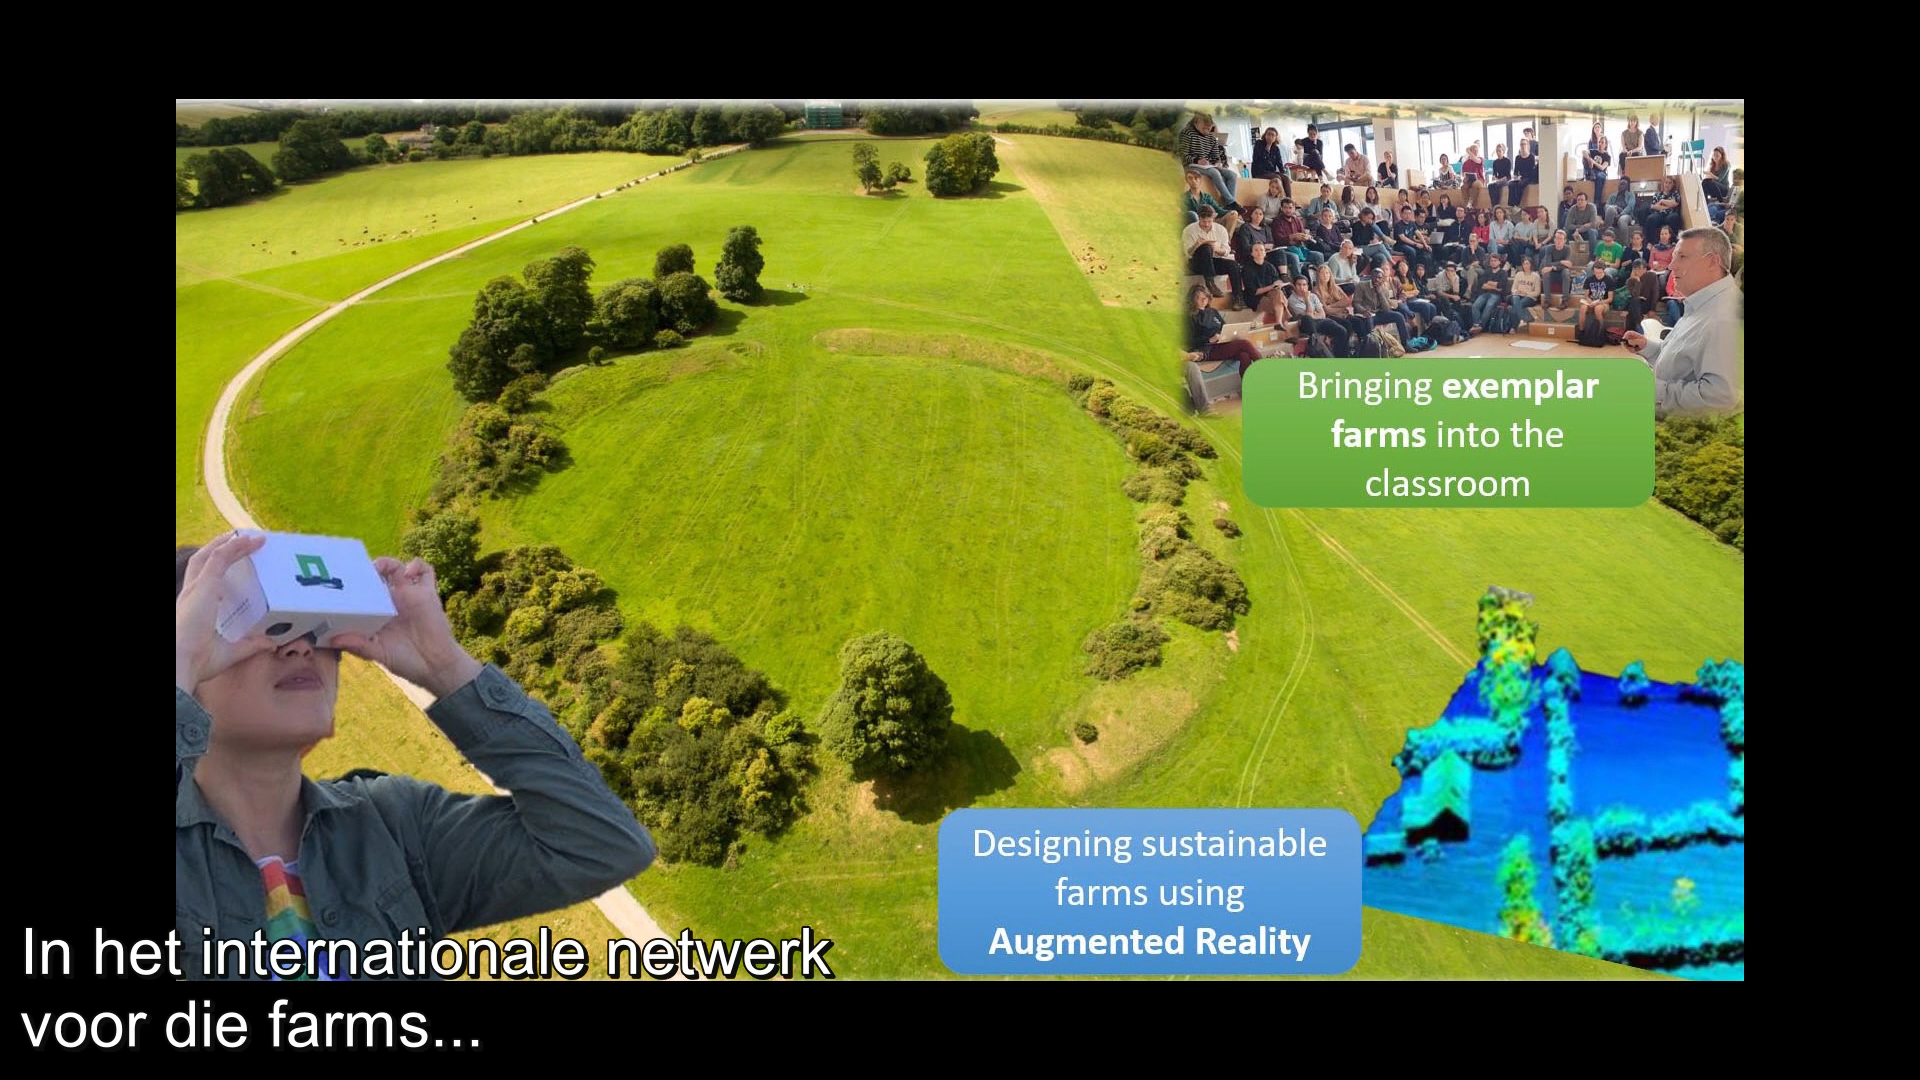 Bringing exemplar
farms into the
classroom
Designing sustainable
farms using
Augmented Reality
In het internationale netwerk
voor die farms...